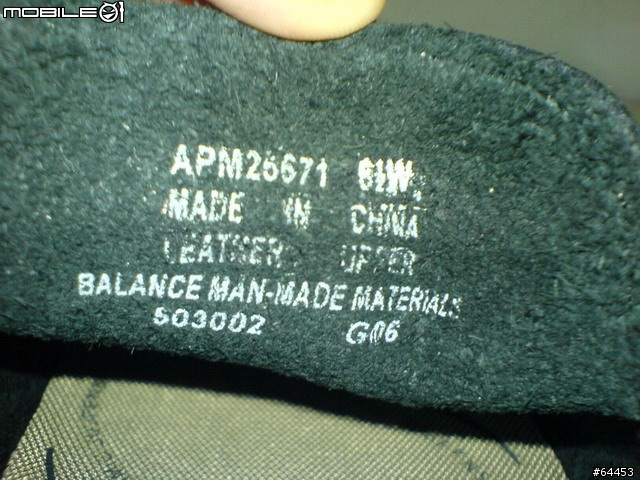 MOBILE01
APM26671
MADE IN CHINA
LEATHER UPPER
BALANCE MAN-MADE MATERIALS
503002 G06
#64453